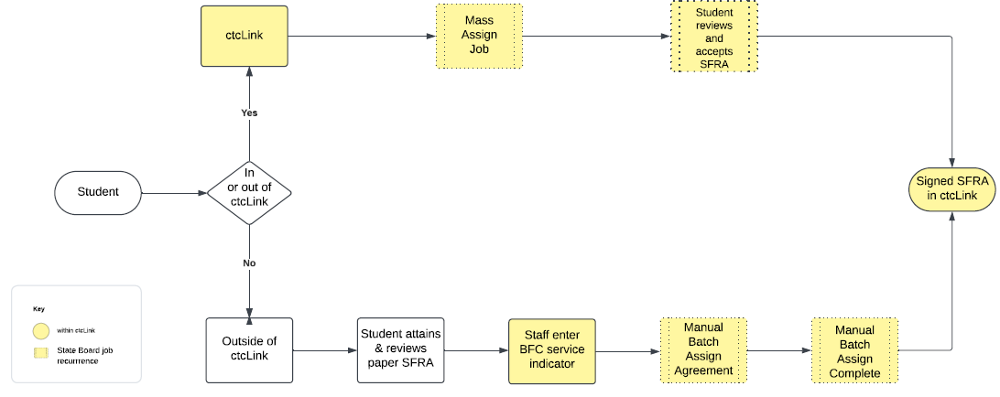 ctcLink
Mass
Assign
Job
Student
reviews
and
accepts
SFRA
Yes
Student
In
or out of
ctcLink
Signed SFRA
in ctcLink
No
Key
within ctcLink
State Board job
recurrence
Outside of
ctcLink
Student attains
& reviews
paper SFRA
Staff enter
BFC service
indicator
Manual
Batch
Assign
Agreement
Manual
Batch
Assign
Complete